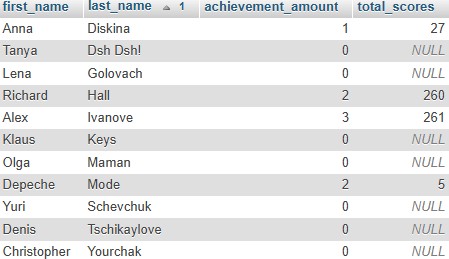 first_name last_name 1 achievement_amount total_scores
Anna Diskina 1 27
Tanya Dsh Dsh! 0 NULL
Lena Golovach 0 NULL
Richard Hall 2 260
Alex Ivanove 3 261
Klaus Keys 0 NULL
Olga Maman 0 NULL
Depeche Mode 2 5
Yuri Schevchuk 0 NULL
Denis Tschikaylove 0 NULL
Christopher Yourchak 0 NULL